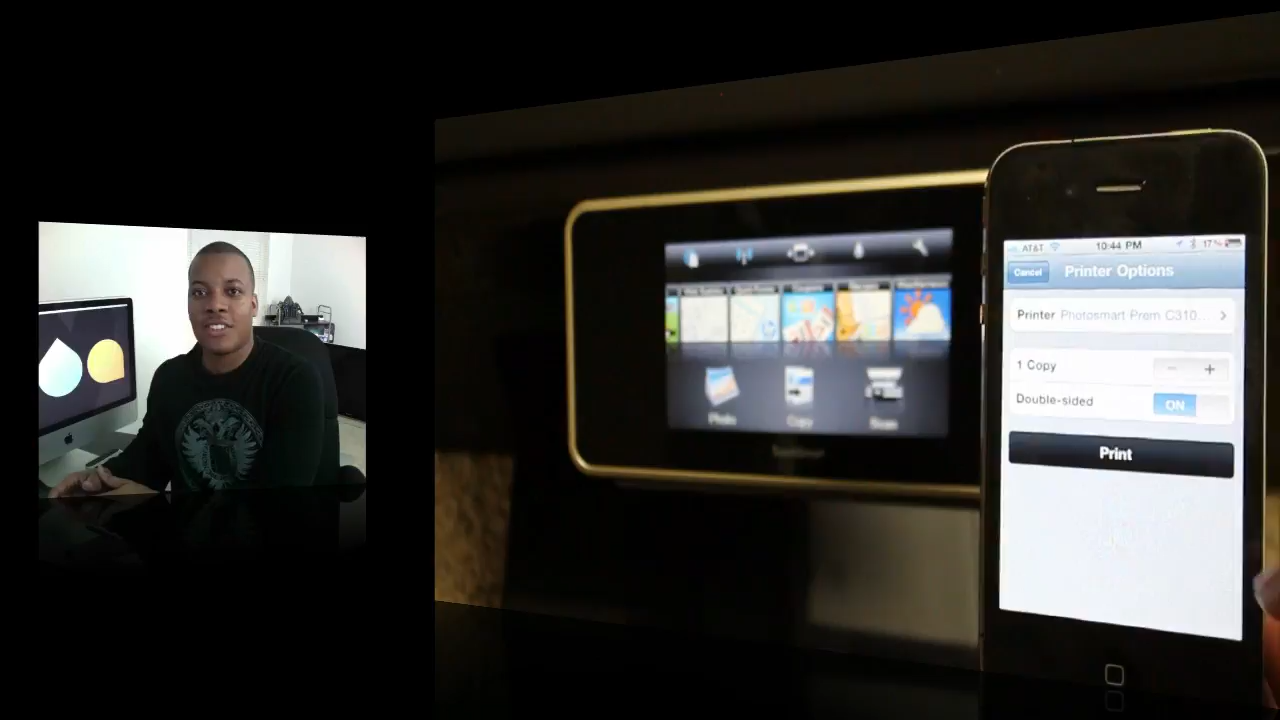 AT&T 10:44 PM 17%
Cancel Printer Options
Printer Photosmart Prem C310...
1 Copy - +
Double-sided ON
Print
Photo Copy Scan